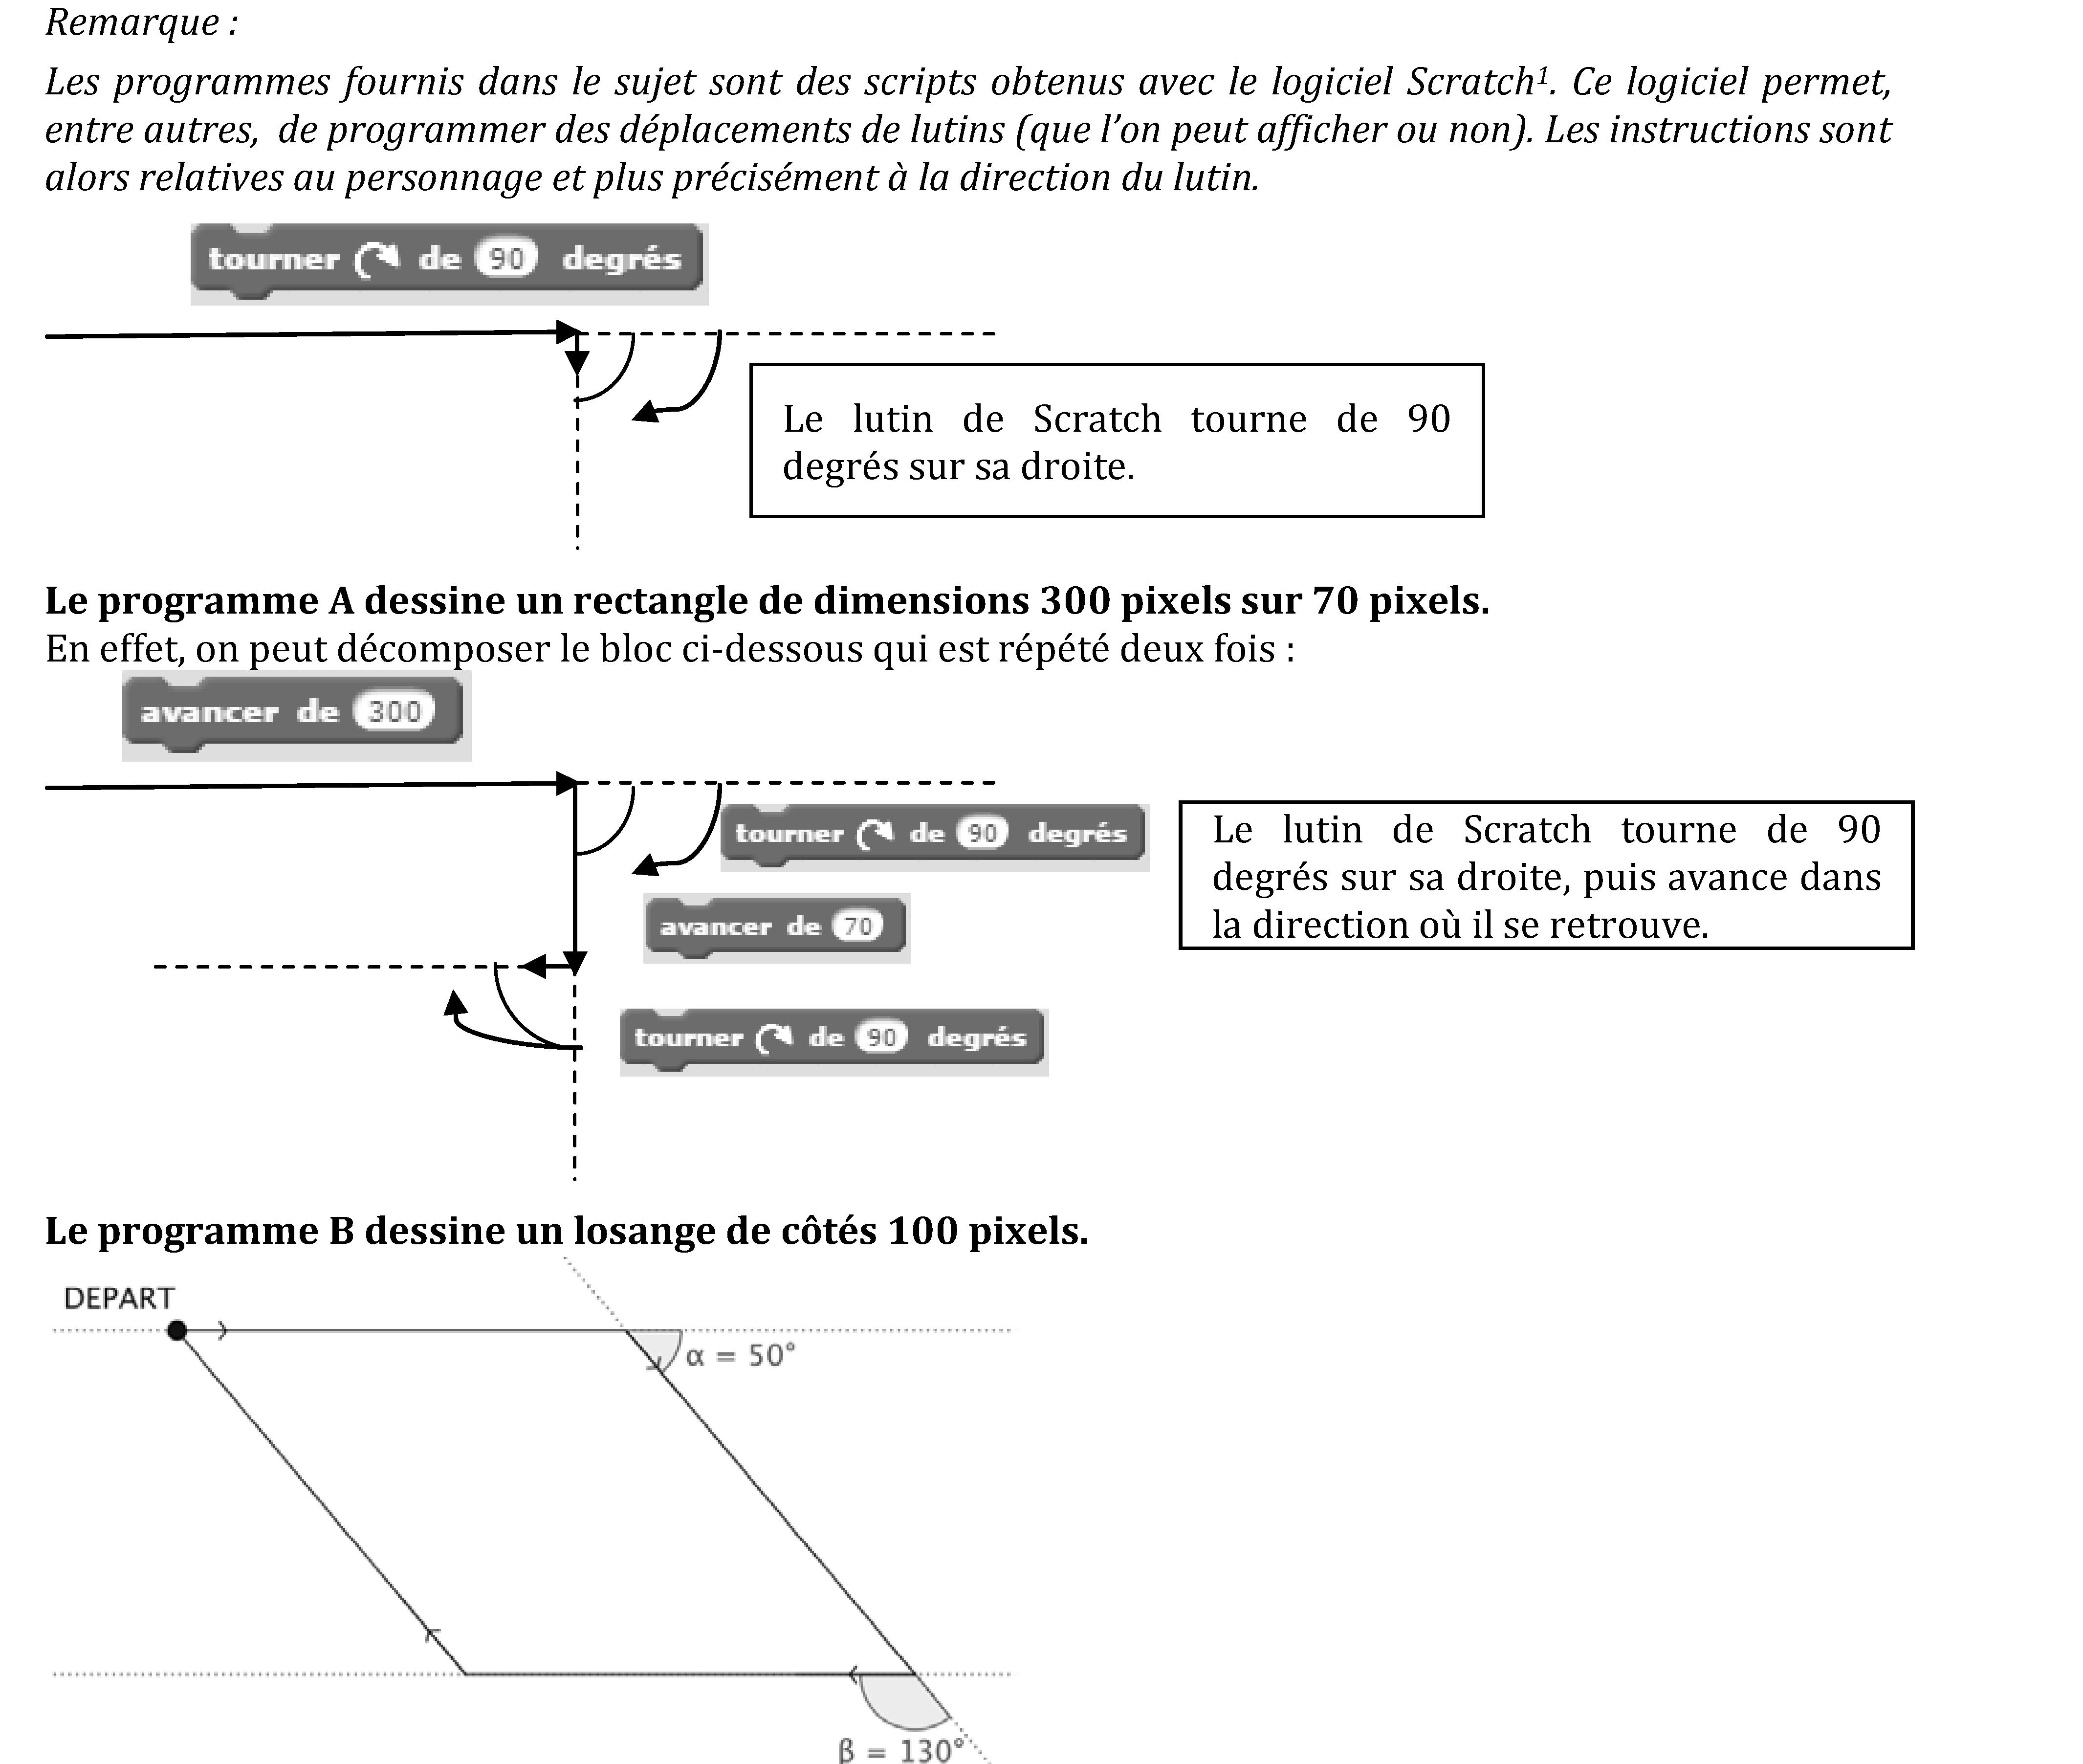 Remarque :
Les programmes fournis dans le sujet sont des scripts obtenus avec le logiciel Scratch¹. Ce logiciel permet,
entre autres, de programmer des déplacements de lutins (que l’on peut afficher ou non). Les instructions sont
alors relatives au personnage et plus précisément à la direction du lutin.
tourner de 90 degrés
Le lutin de Scratch tourne de 90
degrés sur sa droite.
Le programme A dessine un rectangle de dimensions 300 pixels sur 70 pixels.
En effet, on peut décomposer le bloc ci-dessous qui est répété deux fois :
avancer de 300
tourner de 90 degrés
Le lutin de Scratch tourne de 90
degrés sur sa droite, puis avance dans
la direction où il se retrouve.
avancer de 70
tourner de 90 degrés
Le programme B dessine un losange de côtés 100 pixels.
DEPART
α = 50°
β = 130°